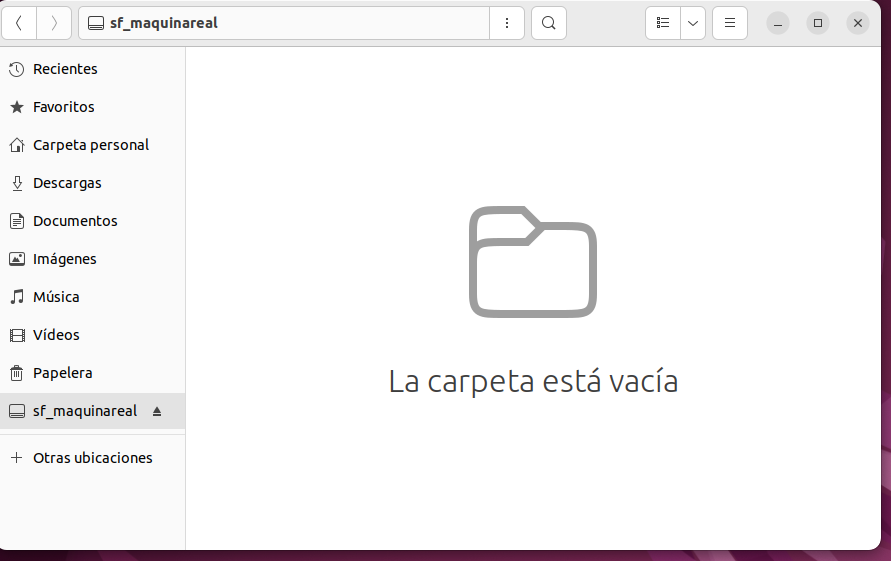 sf_maquinareal
Recientes
Favoritos
Carpeta personal
Descargas
Documentos
Imágenes
Música
Vídeos
Papelera
sf_maquinareal
Otras ubicaciones
La carpeta está vacía